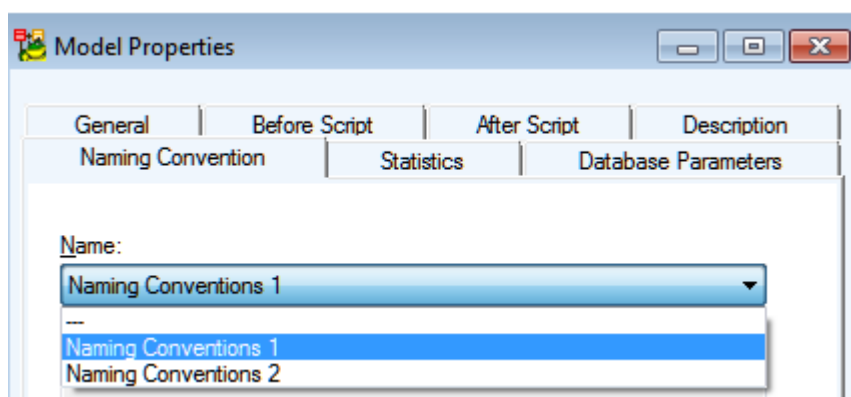 Model Properties
General Before Script After Script Description
Naming Convention Statistics Database Parameters
Name:
Naming Conventions 1
---
Naming Conventions 1
Naming Conventions 2